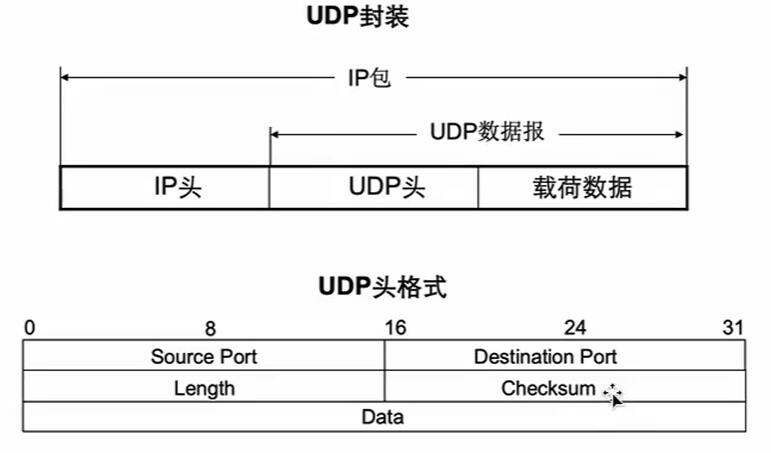 UDP封装
IP包
UDP数据报
IP头 UDP头 载荷数据
UDP头格式
0 8 16 24 31
Source Port Destination Port
Length Checksum
Data